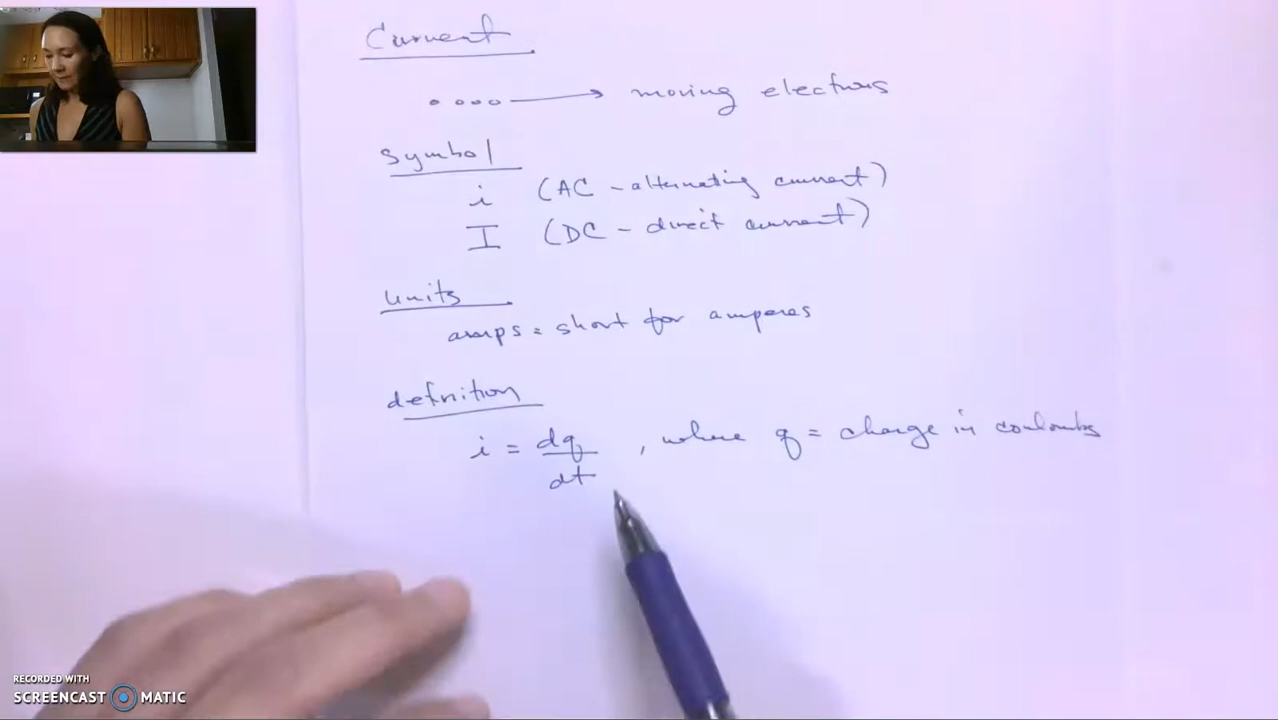 Current
moving electrons
symbol
i (AC - alternating current)
I (DC - direct current)
units
amps = short for amperes
definition
i = dq/dt , where q = charge in coulombs
RECORDED WITH
SCREENCAST MATIC